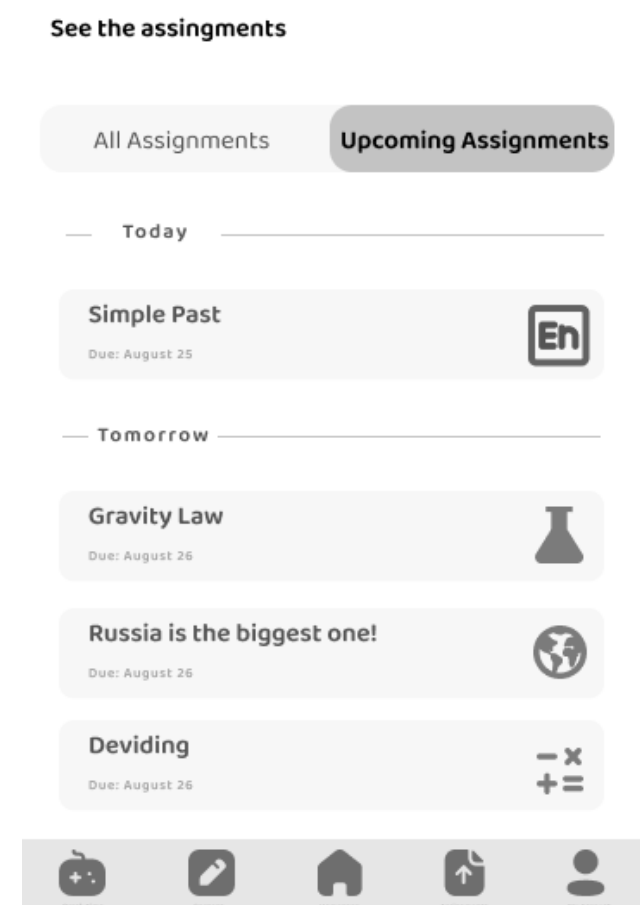 See the assingments
All Assignments
Upcoming Assignments
Today
Simple Past
Due: August 25
En
Tomorrow
Gravity Law
Due: August 26
Russia is the biggest one!
Due: August 26
Deviding
Due: August 26